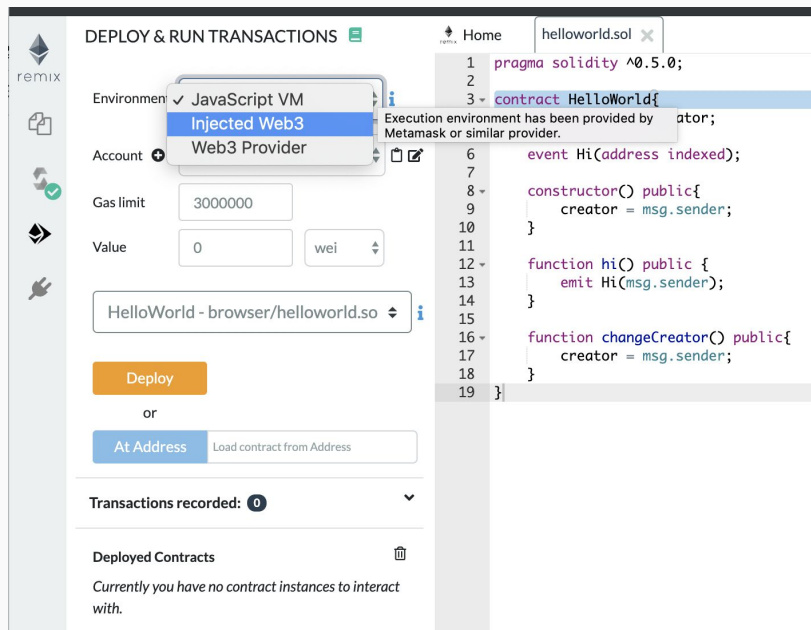 remix
DEPLOY & RUN TRANSACTIONS
Environment
✓ JavaScript VM
Injected Web3
Web3 Provider
Execution environment has been provided by
Metamask or similar provider.
Account
Gas limit
3000000
Value
0
wei
HelloWorld - browser/helloworld.so
Deploy
or
At Address
Load contract from Address
Transactions recorded: 0
Deployed Contracts
Currently you have no contract instances to interact
with.
Home
helloworld.sol
1 pragma solidity ^0.5.0;
2
3 contract HelloWorld{
ator;
6 event Hi(address indexed);
7
8 constructor() public{
9 creator = msg.sender;
10 }
11
12 function hi() public {
13 emit Hi(msg.sender);
14 }
15
16 function changeCreator() public{
17 creator = msg.sender;
18 }
19 }